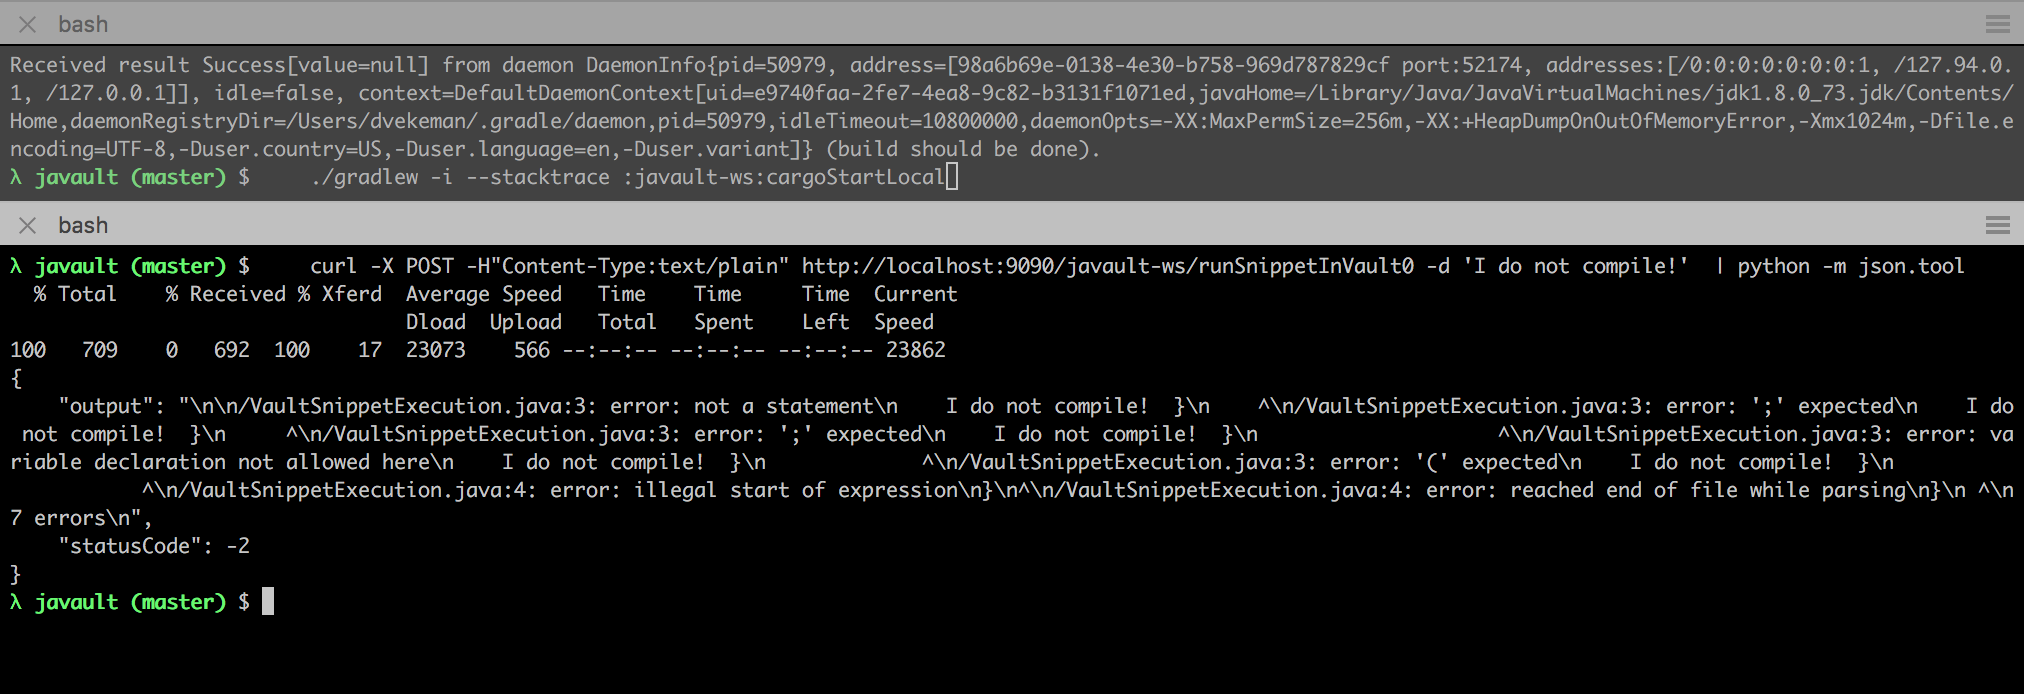 bash
Received result Success[value=null] from daemon DaemonInfo{pid=50979, address=[98a6b69e-0138-4e30-b758-969d787829cf port:52174, addresses:[/0:0:0:0:0:0:0:1, /127.94.0.
1, /127.0.0.1]], idle=false, context=DefaultDaemonContext[uid=e9740faa-2fe7-4ea8-9c82-b3131f1071ed,javaHome=/Library/Java/JavaVirtualMachines/jdk1.8.0_73.jdk/Contents/
Home,daemonRegistryDir=/Users/dvekeman/.gradle/daemon,pid=50979,idleTimeout=10800000,daemonOpts=-XX:MaxPermSize=256m,-XX:+HeapDumpOnOutOfMemoryError,-Xmx1024m,-Dfile.e
ncoding=UTF-8,-Duser.country=US,-Duser.language=en,-Duser.variant]} (build should be done).
λ javault (master) $     ./gradlew -i --stacktrace :javault-ws:cargoStartLocal
bash
λ javault (master) $     curl -X POST -H"Content-Type:text/plain" http://localhost:9090/javault-ws/runSnippetInVault0 -d 'I do not compile!'  | python -m json.tool
  % Total    % Received % Xferd  Average Speed   Time    Time     Time  Current
                                 Dload  Upload   Total   Spent    Left  Speed
100   709    0   692  100    17  23073    566 --:--:-- --:--:-- --:--:-- 23862
{
    "output": "\n\n/VaultSnippetExecution.java:3: error: not a statement\n    I do not compile!  }\n    ^\n/VaultSnippetExecution.java:3: error: ';' expected\n    I do
 not compile!  }\n     ^\n/VaultSnippetExecution.java:3: error: ';' expected\n    I do not compile!  }\n                    ^\n/VaultSnippetExecution.java:3: error: va
riable declaration not allowed here\n    I do not compile!  }\n             ^\n/VaultSnippetExecution.java:3: error: '(' expected\n    I do not compile!  }\n
           ^\n/VaultSnippetExecution.java:4: error: illegal start of expression\n}\n^\n/VaultSnippetExecution.java:4: error: reached end of file while parsing\n}\n ^\n
7 errors\n",
    "statusCode": -2
}
λ javault (master) $